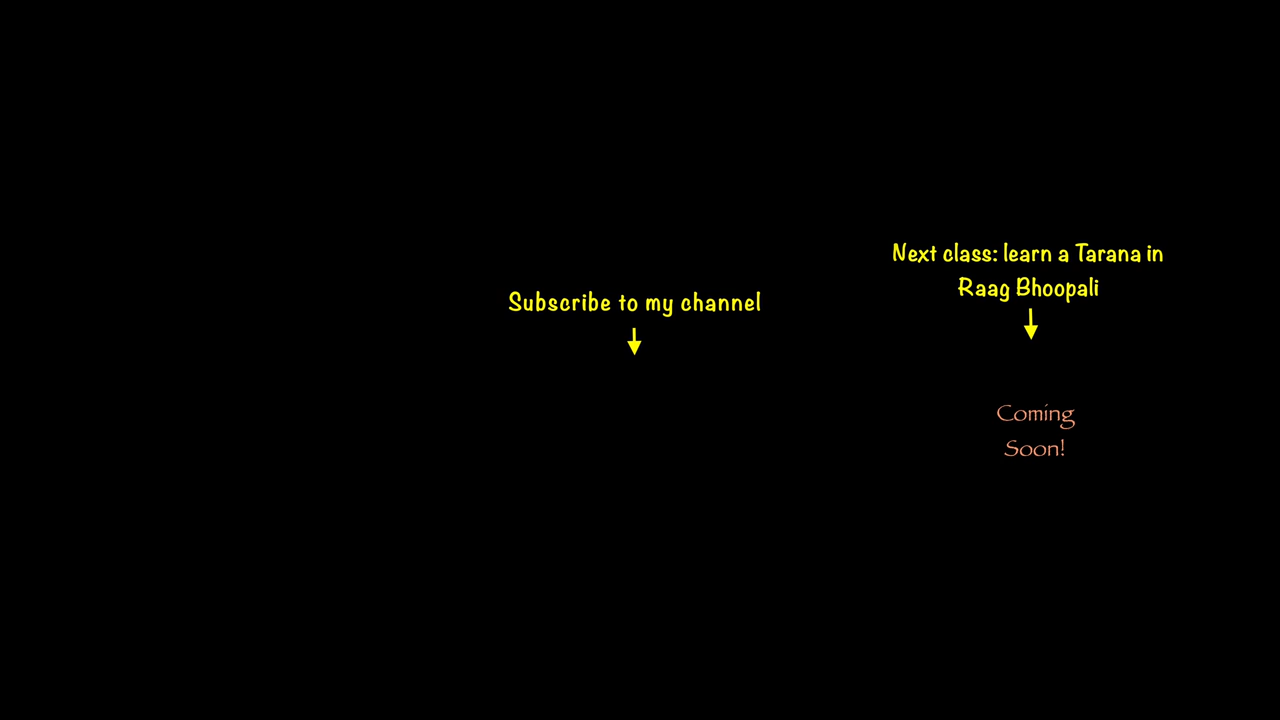 Subscribe to my channel
Next class: learn a Tarana in
Raag Bhoopali
Coming
Soon!